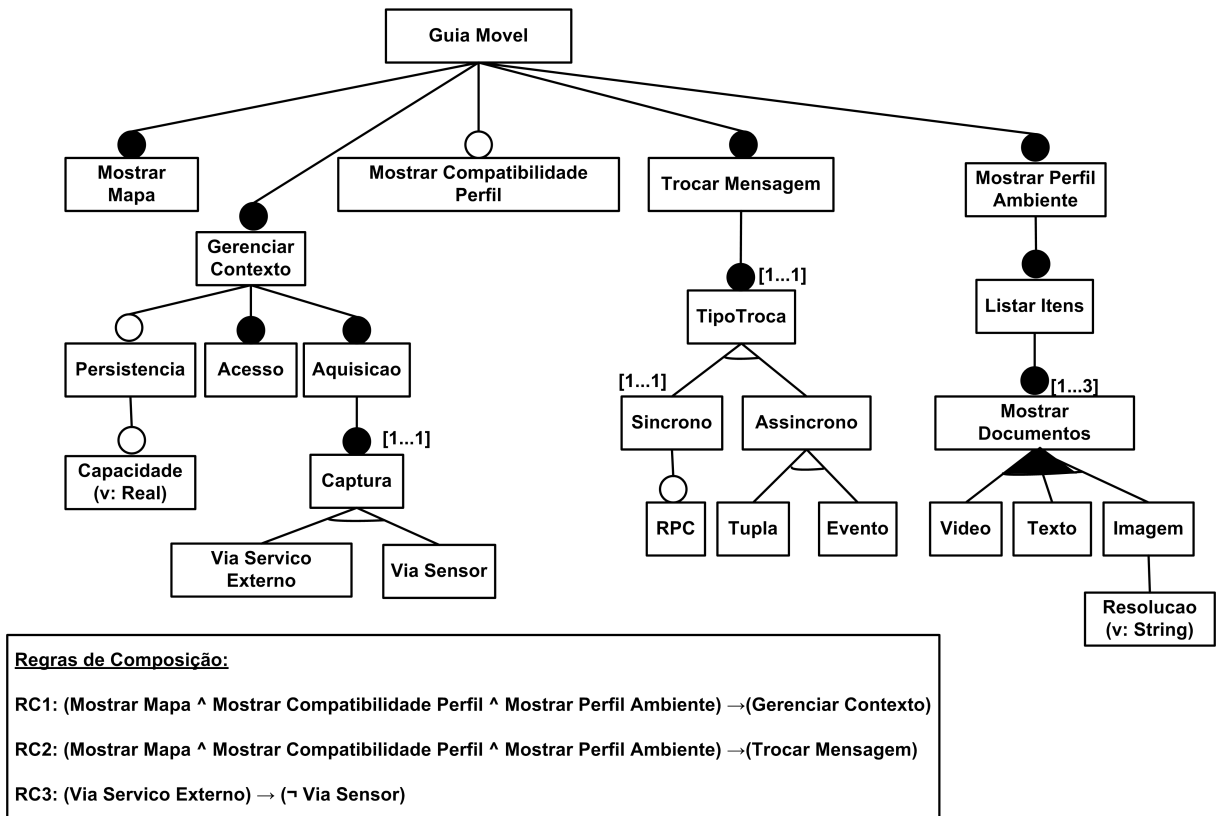 Guia Movel
Mostrar
Mapa
Mostrar Compatibilidade
Perfil
Trocar Mensagem
Mostrar Perfil
Ambiente
Gerenciar
Contexto
[1...1]
TipoTroca
Listar Itens
Persistencia
Acesso
Aquisicao
[1...1]
[1...3]
Sincrono
Assincrono
Mostrar
Documentos
[1...1]
Capacidade
(v: Real)
Captura
RPC
Tupla
Evento
Video
Texto
Imagem
Via Servico
Externo
Via Sensor
Resolucao
(v: String)
Regras de Composição:
RC1: (Mostrar Mapa ^ Mostrar Compatibilidade Perfil ^ Mostrar Perfil Ambiente) →(Gerenciar Contexto)
RC2: (Mostrar Mapa ^ Mostrar Compatibilidade Perfil ^ Mostrar Perfil Ambiente) →(Trocar Mensagem)
RC3: (Via Servico Externo) → (¬ Via Sensor)